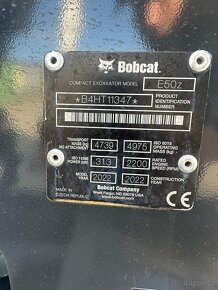 Bobcat.
COMPACT EXCAVATOR MODEL E50z
*B4HT11347* PRODUCT IDENTIFICATION NUMBER
TRANSPORT MASS (kg) NO ATTACHMENT 4739 4975 ISO 6016 OPERATING MASS (kg)
ISO 14396 POWER (kW) 31.3 2200 RATED ENGINE SPEED (RPM)
MODEL YEAR 2022 2022 CONSTRUCTION YEAR
MADE IN CZECH REPUBLIC
Bobcat Company
West Fargo, ND 58078 USA
www.bobcat.com
CE